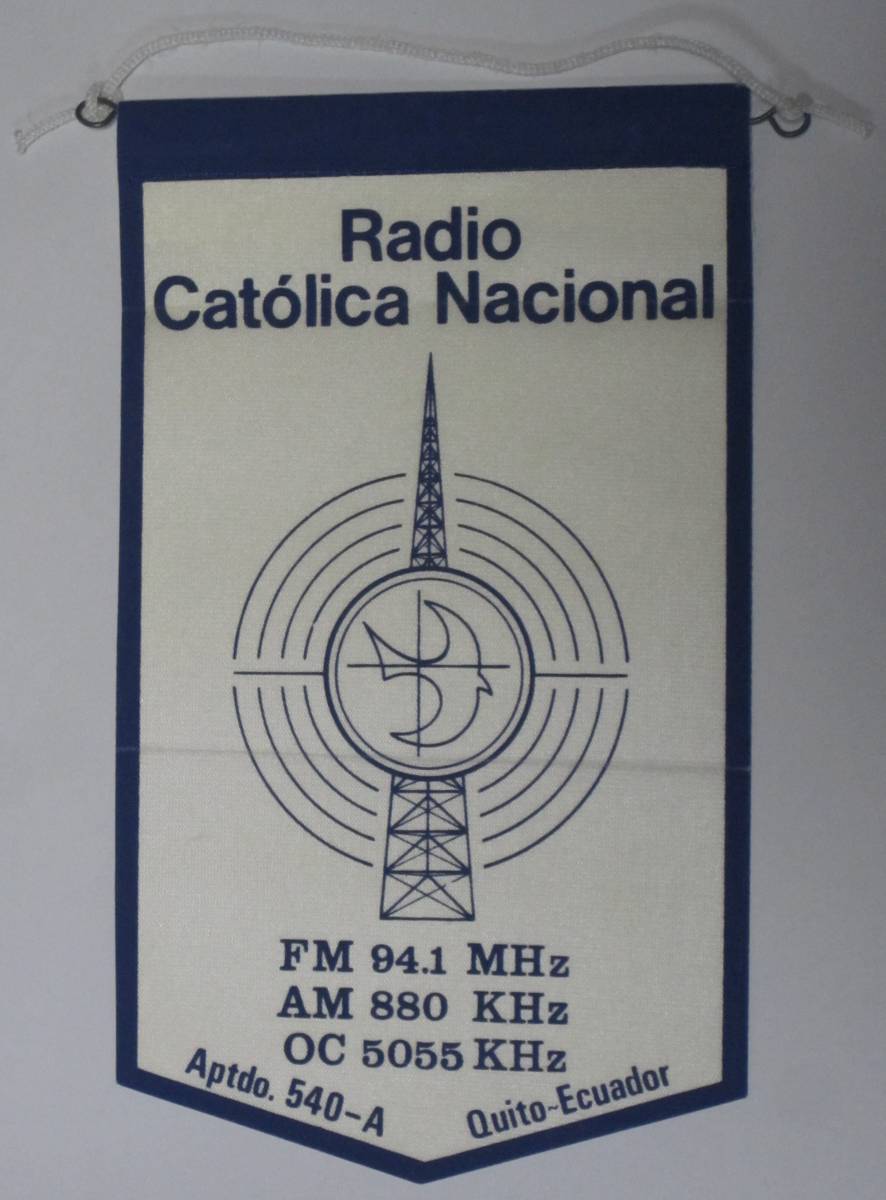 Radio
Católica Nacional
FM 94.1 MHz
AM 880 KHz
OC 5055 KHz
Aptdo. 540-A
Quito~Ecuador